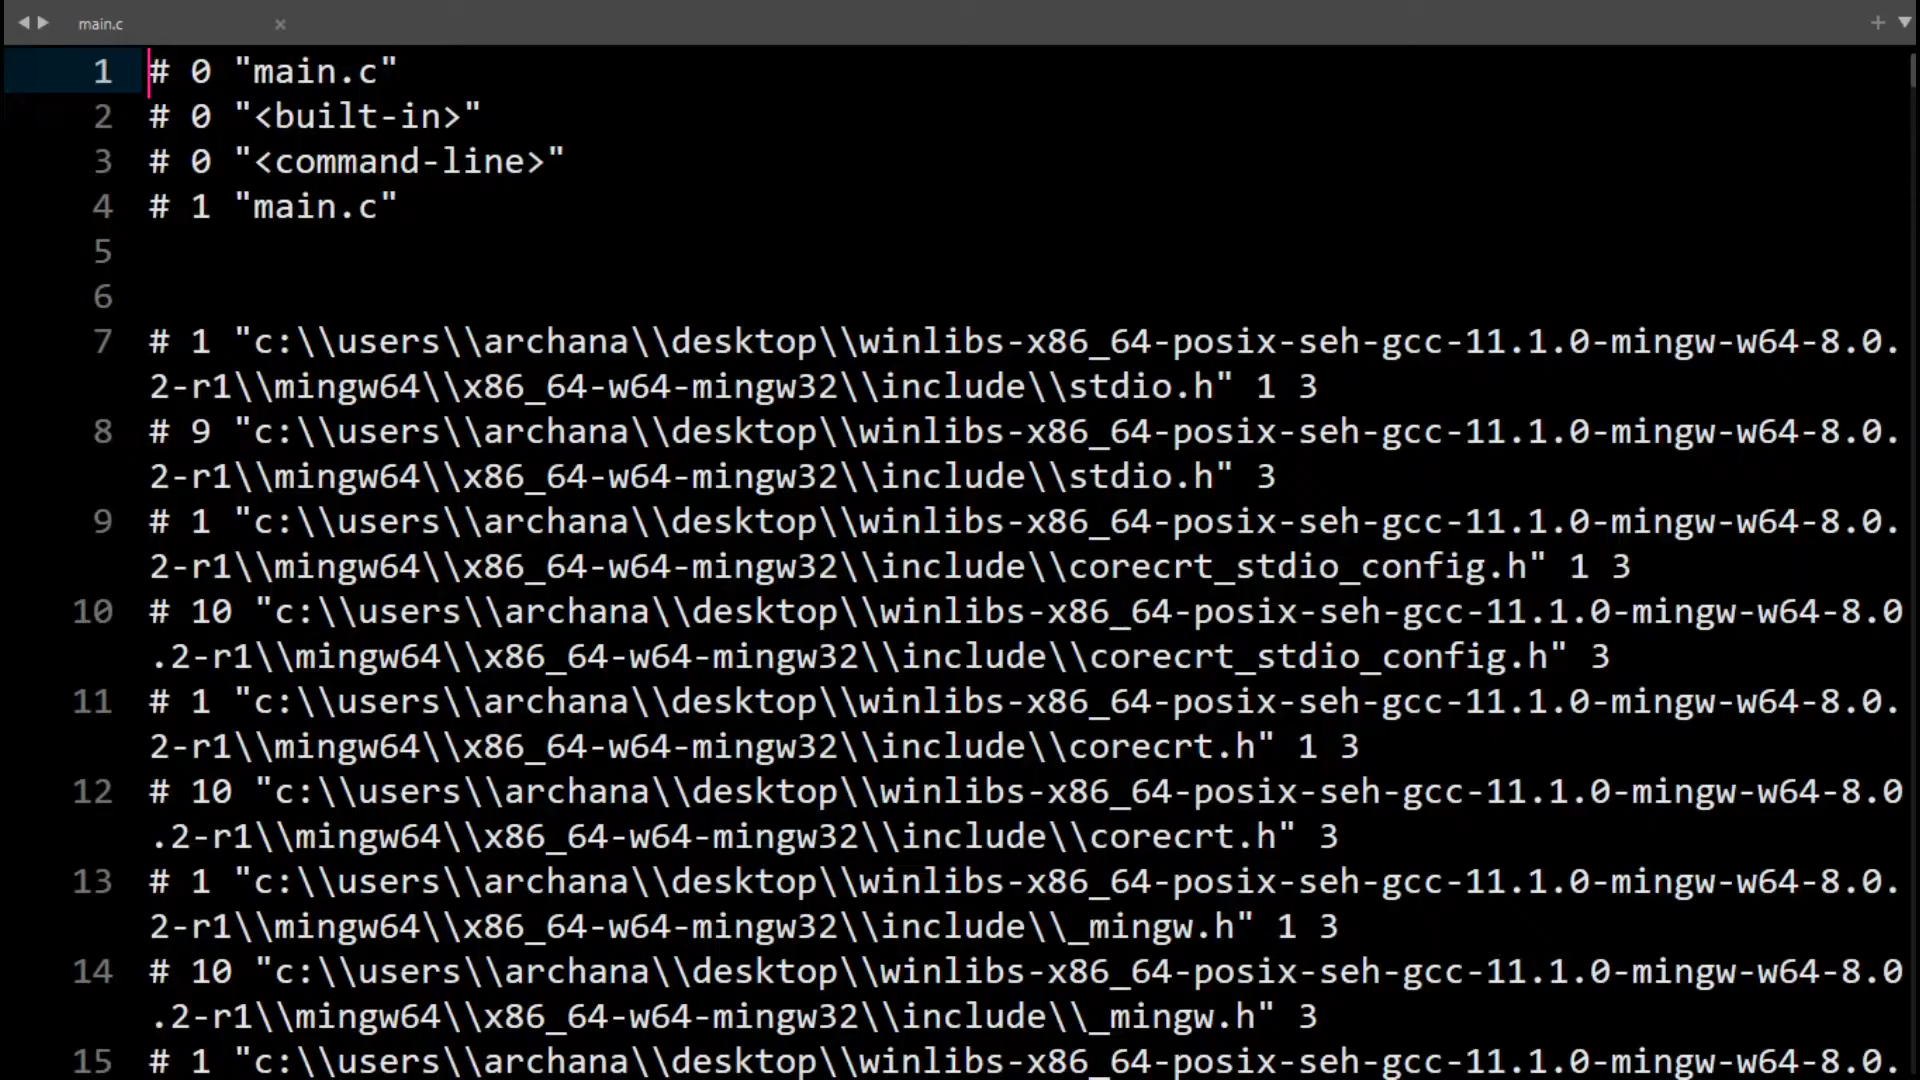 main.c
1 # 0 "main.c"
2 # 0 "<built-in>"
3 # 0 "<command-line>"
4 # 1 "main.c"
5
6
7 # 1 "c:\\users\\archana\\desktop\\winlibs-x86_64-posix-seh-gcc-11.1.0-mingw-w64-8.0.
2-r1\\mingw64\\x86_64-w64-mingw32\\include\\stdio.h" 1 3
8 # 9 "c:\\users\\archana\\desktop\\winlibs-x86_64-posix-seh-gcc-11.1.0-mingw-w64-8.0.
2-r1\\mingw64\\x86_64-w64-mingw32\\include\\stdio.h" 3
9 # 1 "c:\\users\\archana\\desktop\\winlibs-x86_64-posix-seh-gcc-11.1.0-mingw-w64-8.0.
2-r1\\mingw64\\x86_64-w64-mingw32\\include\\corecrt_stdio_config.h" 1 3
10 # 10 "c:\\users\\archana\\desktop\\winlibs-x86_64-posix-seh-gcc-11.1.0-mingw-w64-8.0
.2-r1\\mingw64\\x86_64-w64-mingw32\\include\\corecrt_stdio_config.h" 3
11 # 1 "c:\\users\\archana\\desktop\\winlibs-x86_64-posix-seh-gcc-11.1.0-mingw-w64-8.0.
2-r1\\mingw64\\x86_64-w64-mingw32\\include\\corecrt.h" 1 3
12 # 10 "c:\\users\\archana\\desktop\\winlibs-x86_64-posix-seh-gcc-11.1.0-mingw-w64-8.0
.2-r1\\mingw64\\x86_64-w64-mingw32\\include\\corecrt.h" 3
13 # 1 "c:\\users\\archana\\desktop\\winlibs-x86_64-posix-seh-gcc-11.1.0-mingw-w64-8.0.
2-r1\\mingw64\\x86_64-w64-mingw32\\include\\_mingw.h" 1 3
14 # 10 "c:\\users\\archana\\desktop\\winlibs-x86_64-posix-seh-gcc-11.1.0-mingw-w64-8.0
.2-r1\\mingw64\\x86_64-w64-mingw32\\include\\_mingw.h" 3
15 # 1 "c:\\users\\archana\\desktop\\winlibs-x86_64-posix-seh-gcc-11.1.0-mingw-w64-8.0.